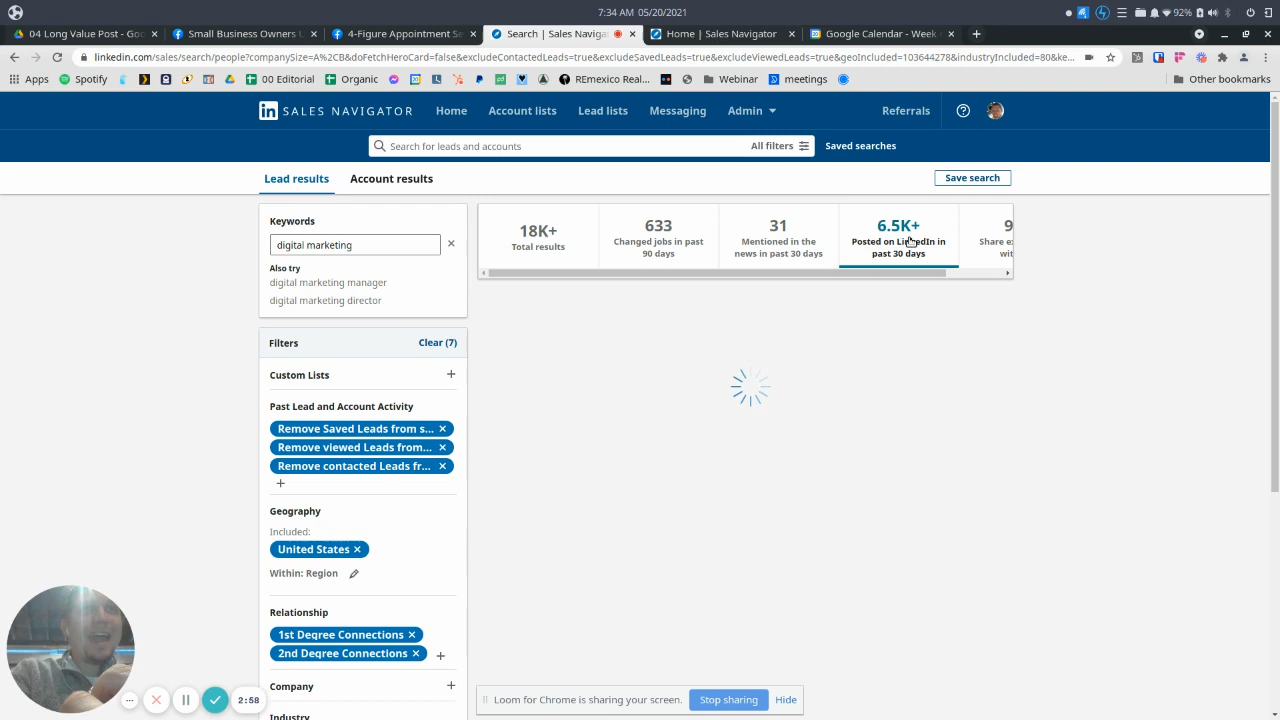 7:34 AM 05/20/2021
92%
04 Long Value Post - Goo
Small Business Owners U
4-Figure Appointment Se
Search | Sales Naviga
Home | Sales Navigator
Google Calendar - Week o
linkedin.com/sales/search/people?companySize=A%2CB&doFetchHeroCard=false&excludeContactedLeads=true&excludeSavedLeads=true&excludeViewedLeads=true&geoIncluded=103644278&industryIncluded=80&ke...
Apps Spotify 00 Editorial Organic REmexico Real... Webinar meetings Other bookmarks
in SALES NAVIGATOR Home Account lists Lead lists Messaging Admin Referrals
Search for leads and accounts All filters Saved searches
Lead results Account results Save search
Keywords
digital marketing
Also try
digital marketing manager
digital marketing director
18K+
Total results
633
Changed jobs in past
90 days
31
Mentioned in the
news in past 30 days
6.5K+
Posted on LinkedIn in
past 30 days
9
Share e
wit
Filters Clear (7)
Custom Lists
Past Lead and Account Activity
Remove Saved Leads from s...
Remove viewed Leads from...
Remove contacted Leads fr...
Geography
Included:
United States
Within: Region
Relationship
1st Degree Connections
2nd Degree Connections
Company
Industry
2:58
Loom for Chrome is sharing your screen. Stop sharing Hide